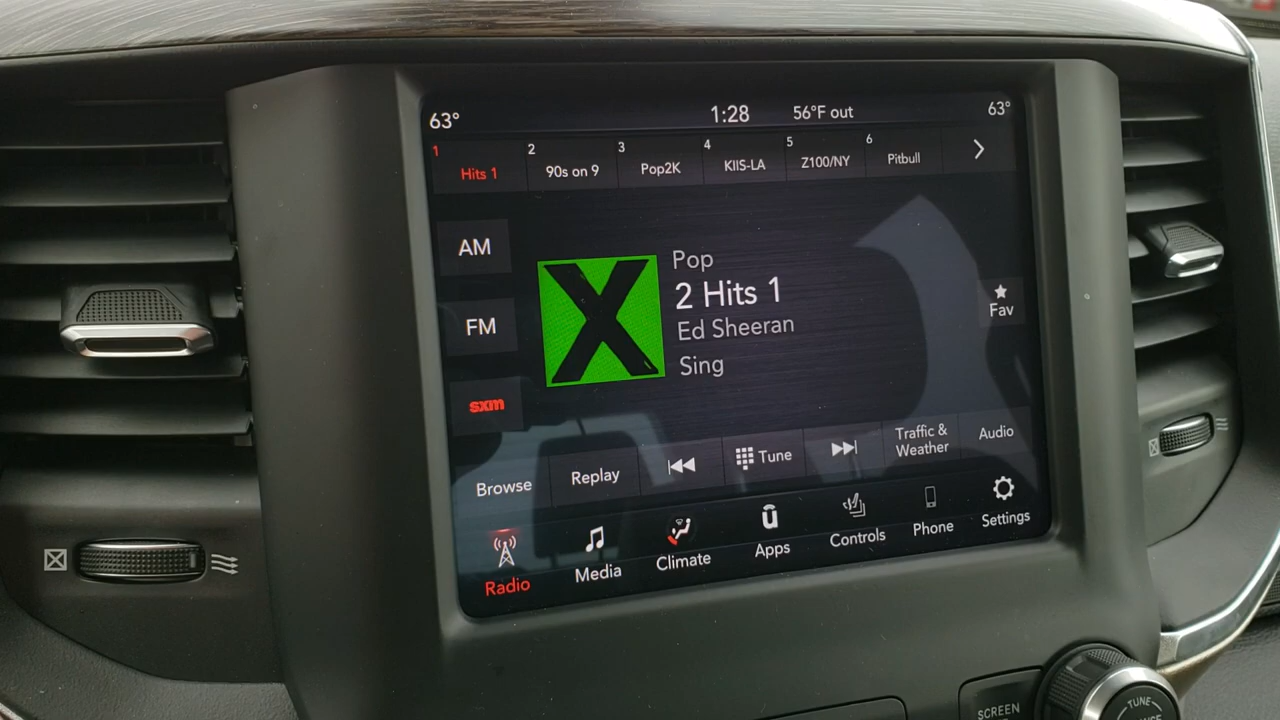 63°
1:28
56°F out
63°
1
Hits 1
2
90s on 9
3
Pop2K
4
KIIS-LA
5
Z100/NY
6
Pitbull
AM
FM
sxm
X
Pop
2 Hits 1
Ed Sheeran
Sing
Fav
Browse
Replay
Tune
Traffic &
Weather
Audio
Radio
Media
Climate
Apps
Controls
Phone
Settings
SCREEN
TUNE